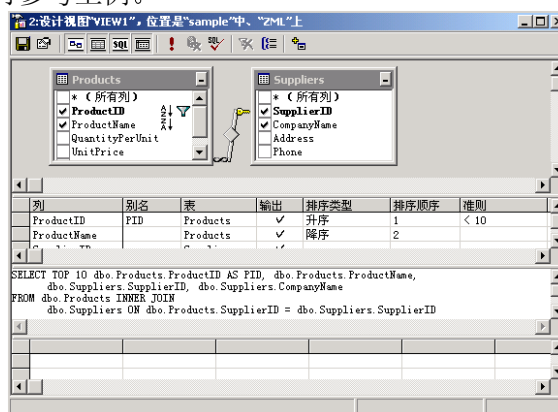 可参考上例。
2:设计视图“VIEW1”，位置是“sample”中、“ZML”上
SQL
Products
* ( 所有列)
ProductID
ProductName
QuantityPerUnit
UnitPrice
Suppliers
* ( 所有列)
SupplierID
CompanyName
Address
Phone
列 别名 表 输出 排序类型 排序顺序 准则
ProductID PID Products 升序 1 < 10
ProductName Products 降序 2
SELECT TOP 10 dbo.Products.ProductID AS PID, dbo.Products.ProductName,
dbo.Suppliers.SupplierID, dbo.Suppliers.CompanyName
FROM dbo.Products INNER JOIN
dbo.Suppliers ON dbo.Products.SupplierID = dbo.Suppliers.SupplierID